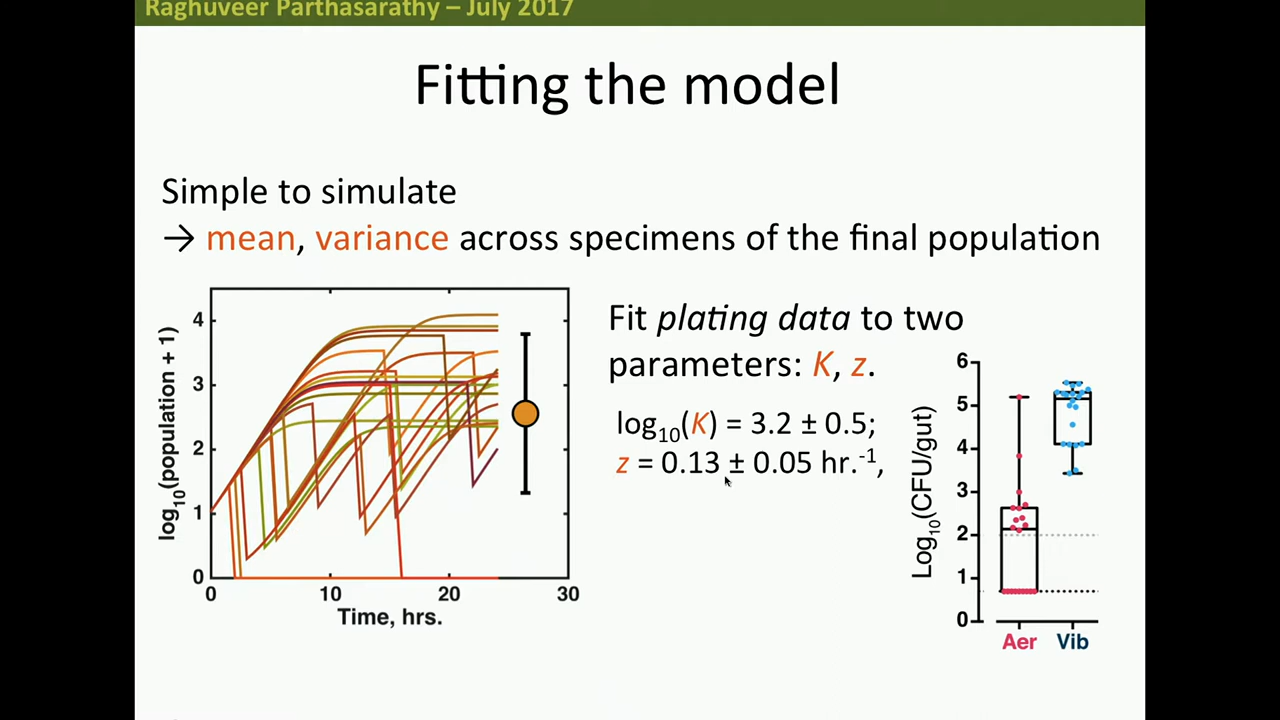 Raghuveer Parthasarathy – July 2017
Fitting the model
Simple to simulate
→ mean, variance across specimens of the final population
Fit plating data to two
parameters: K, z.
log10(K) = 3.2 ± 0.5;
z = 0.13 ± 0.05 hr.-1,
log10(population + 1)
4
3
2
1
0
0 10 20 30
Time, hrs.
Log10(CFU/gut)
6
5
4
3
2
1
0
Aer Vib